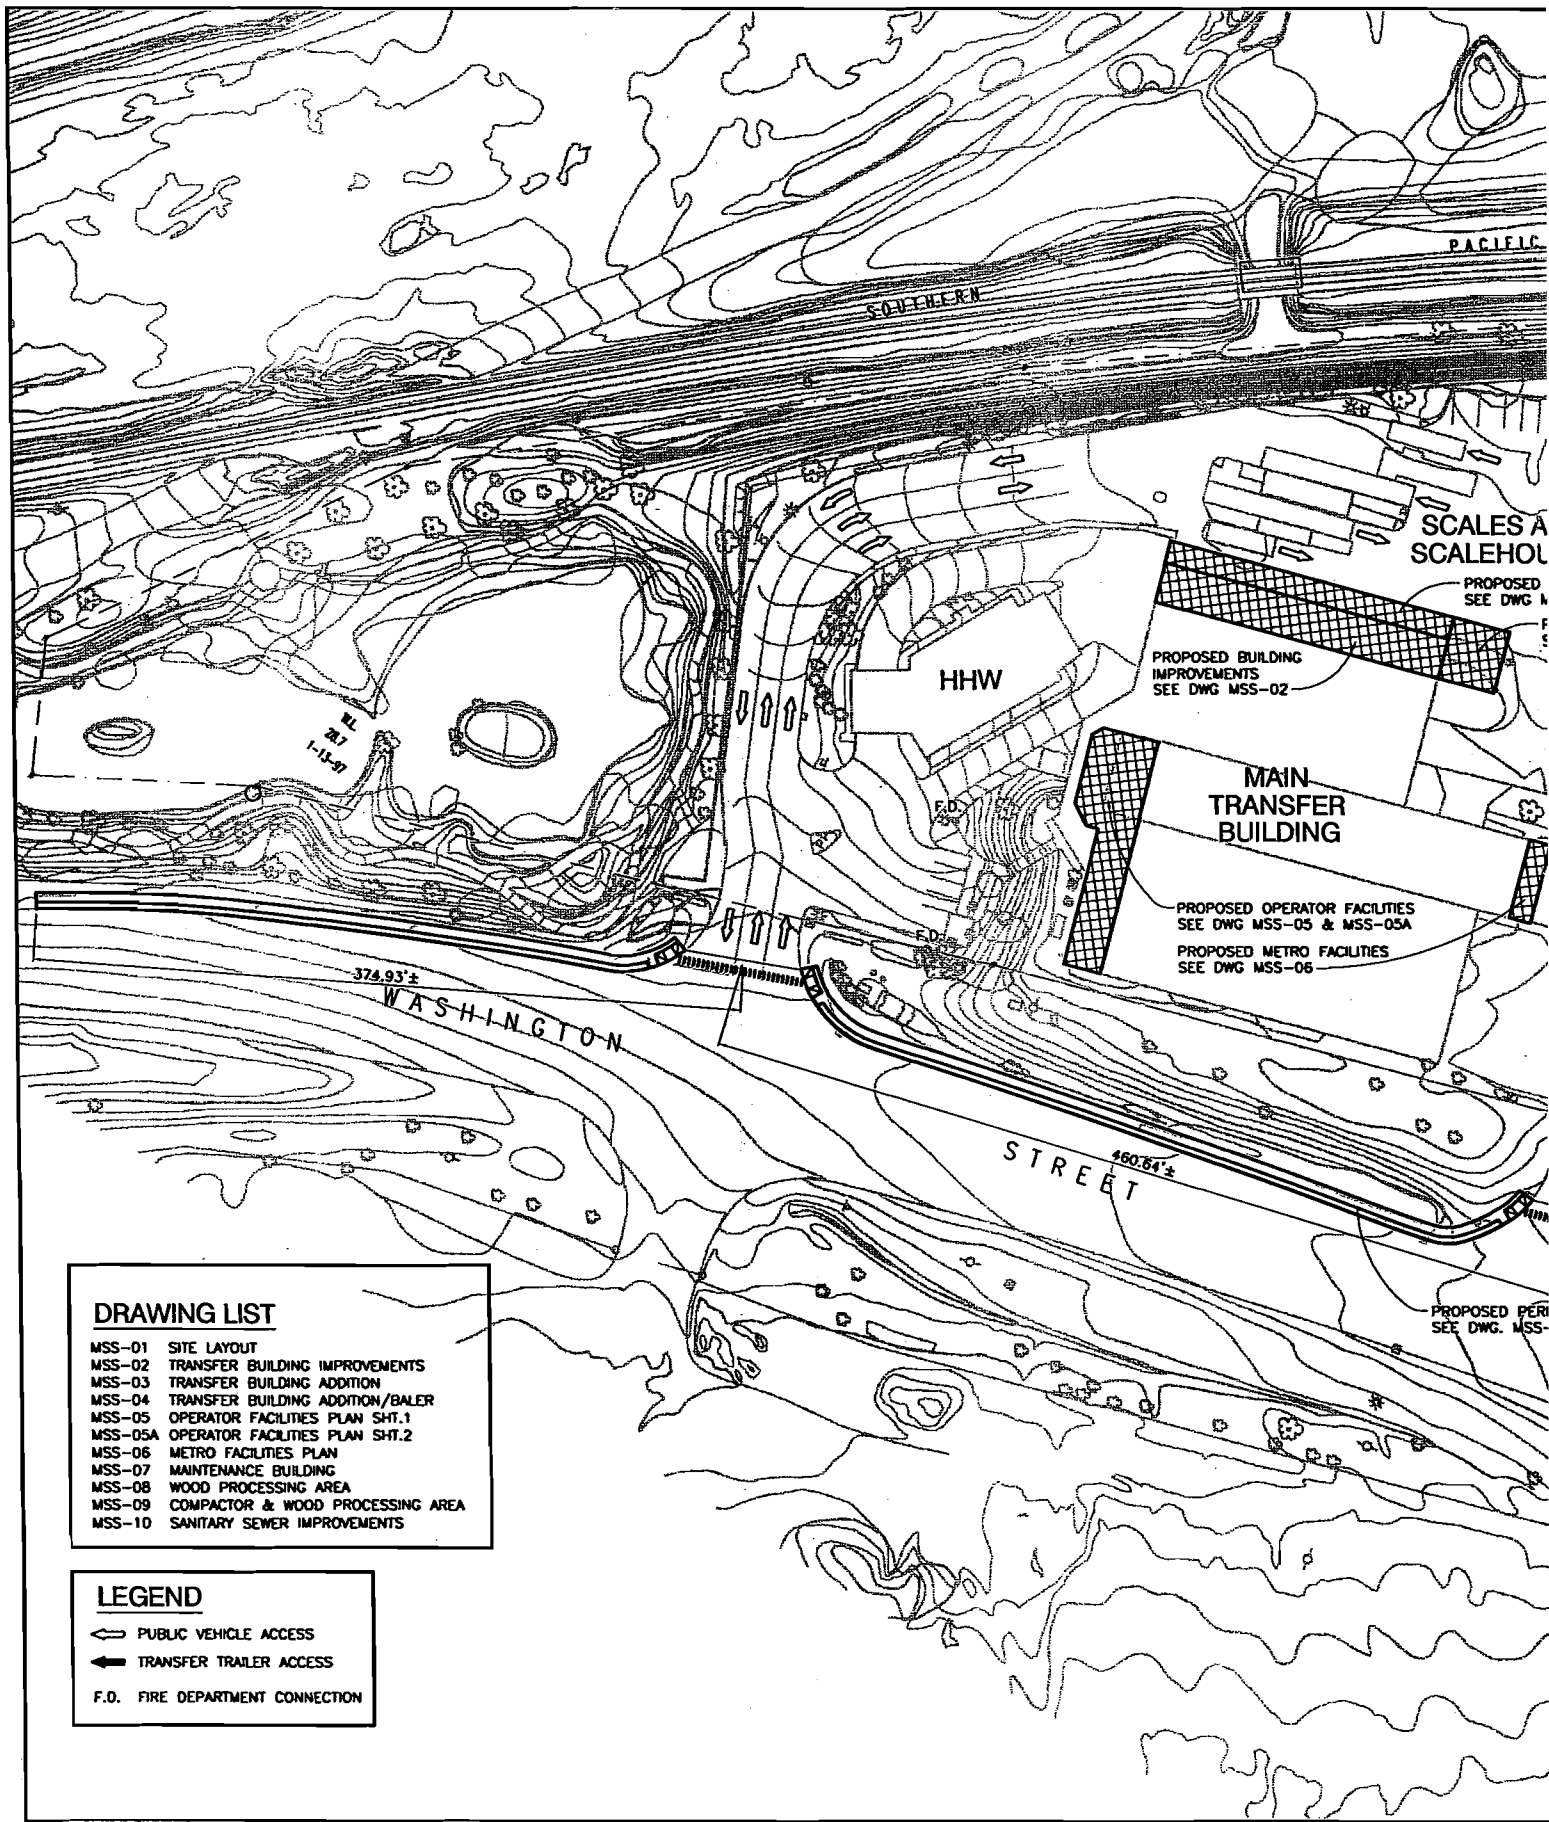 PACIFIC
SOUTHERN
SCALES A
SCALEHOU
PROPOSED
SEE DWG M
PROPOSED BUILDING
IMPROVEMENTS
SEE DWG MSS-02
HHW
W.L.
28.7
1-13-97
MAIN
TRANSFER
BUILDING
F.D.
PROPOSED OPERATOR FACILITIES
SEE DWG MSS-05 & MSS-05A
F.D.
PROPOSED METRO FACILITIES
SEE DWG MSS-06
374.93'±
WASHINGTON
STREET
460.64'±
PROPOSED PERI
SEE DWG. MSS-
DRAWING LIST
MSS-01 SITE LAYOUT
MSS-02 TRANSFER BUILDING IMPROVEMENTS
MSS-03 TRANSFER BUILDING ADDITION
MSS-04 TRANSFER BUILDING ADDITION/BALER
MSS-05 OPERATOR FACILITIES PLAN SHT.1
MSS-05A OPERATOR FACILITIES PLAN SHT.2
MSS-06 METRO FACILITIES PLAN
MSS-07 MAINTENANCE BUILDING
MSS-08 WOOD PROCESSING AREA
MSS-09 COMPACTOR & WOOD PROCESSING AREA
MSS-10 SANITARY SEWER IMPROVEMENTS
LEGEND
PUBLIC VEHICLE ACCESS
TRANSFER TRAILER ACCESS
F.D. FIRE DEPARTMENT CONNECTION